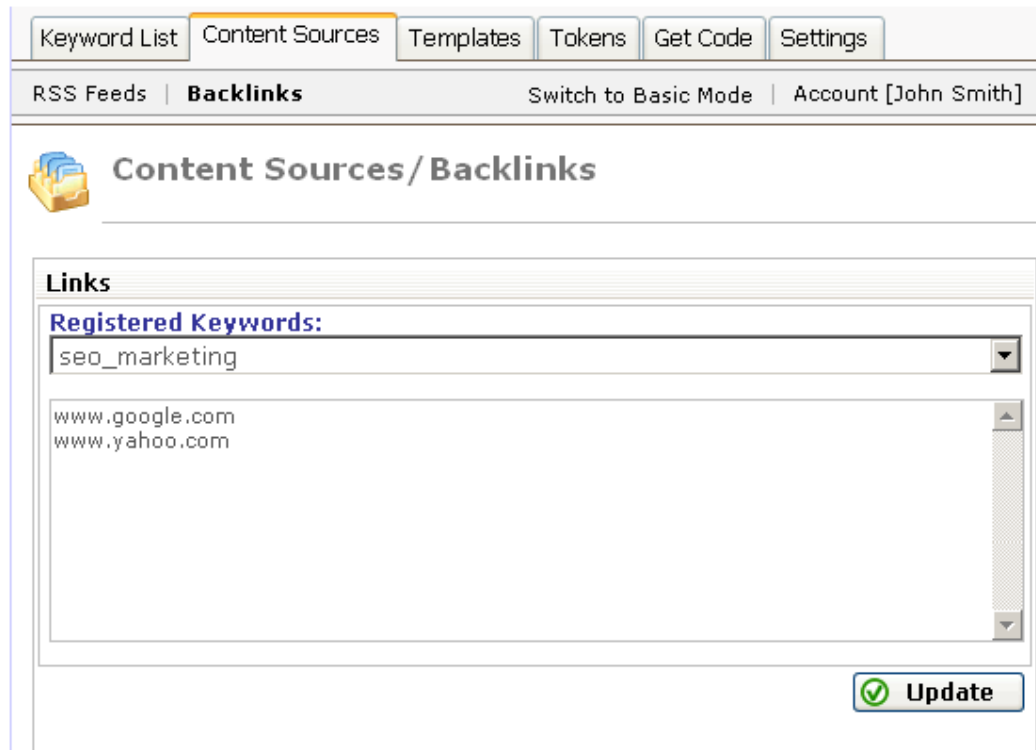 Keyword List Content Sources Templates Tokens Get Code Settings
RSS Feeds | Backlinks Switch to Basic Mode | Account [John Smith]
Content Sources/Backlinks
Links
Registered Keywords:
seo_marketing
www.google.com
www.yahoo.com
Update